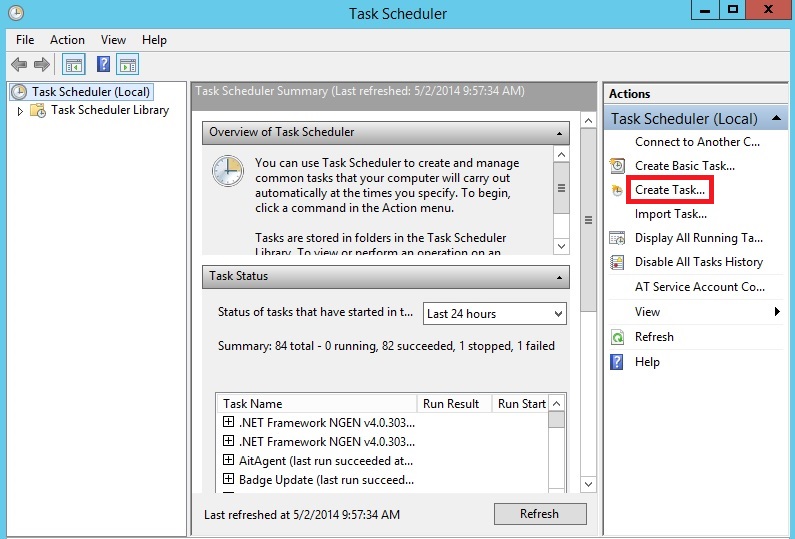 Task Scheduler
File Action View Help
Task Scheduler (Local)
Task Scheduler Library
Task Scheduler Summary (Last refreshed: 5/2/2014 9:57:34 AM)
Overview of Task Scheduler
You can use Task Scheduler to create and manage
common tasks that your computer will carry out
automatically at the times you specify. To begin,
click a command in the Action menu.
Tasks are stored in folders in the Task Scheduler
Library. To view or perform an operation on an
Task Status
Status of tasks that have started in t... Last 24 hours
Summary: 84 total - 0 running, 82 succeeded, 1 stopped, 1 failed
Task Name Run Result Run Start
.NET Framework NGEN v4.0.303...
.NET Framework NGEN v4.0.303...
AitAgent (last run succeeded at...
Badge Update (last run succeed...
Last refreshed at 5/2/2014 9:57:34 AM Refresh
Actions
Task Scheduler (Local)
Connect to Another C...
Create Basic Task...
Create Task...
Import Task...
Display All Running Ta...
Disable All Tasks History
AT Service Account Co...
View
Refresh
Help